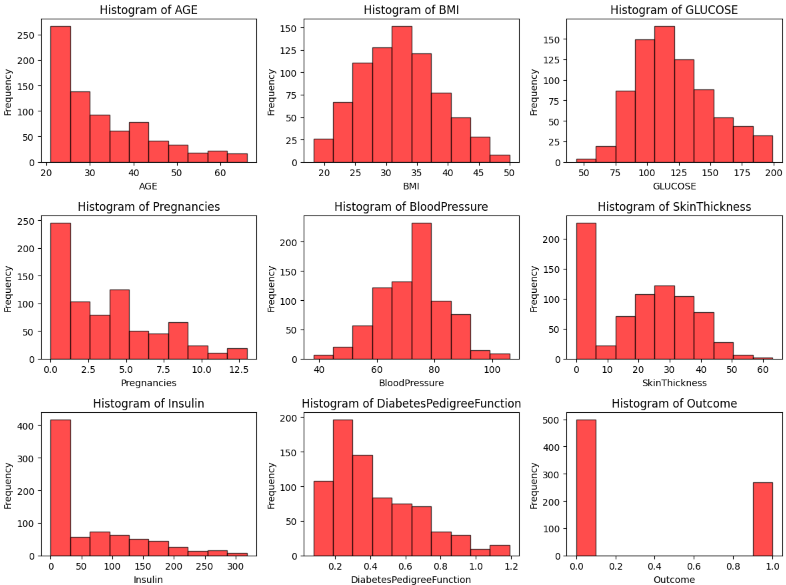 Histogram of AGE
Frequency
250
200
150
100
50
0
20 30 40 50 60
AGE
Histogram of BMI
Frequency
150
125
100
75
50
25
0
20 25 30 35 40 45 50
BMI
Histogram of GLUCOSE
Frequency
175
150
125
100
75
50
25
0
50 75 100 125 150 175 200
GLUCOSE
Histogram of Pregnancies
Frequency
250
200
150
100
50
0
0.0 2.5 5.0 7.5 10.0 12.5
Pregnancies
Histogram of BloodPressure
Frequency
200
150
100
50
0
40 60 80 100
BloodPressure
Histogram of SkinThickness
Frequency
200
150
100
50
0
0 10 20 30 40 50 60
SkinThickness
Histogram of Insulin
Frequency
400
300
200
100
0
0 50 100 150 200 250 300
Insulin
Histogram of DiabetesPedigreeFunction
Frequency
200
150
100
50
0
0.2 0.4 0.6 0.8 1.0 1.2
DiabetesPedigreeFunction
Histogram of Outcome
Frequency
500
400
300
200
100
0
0.0 0.2 0.4 0.6 0.8 1.0
Outcome